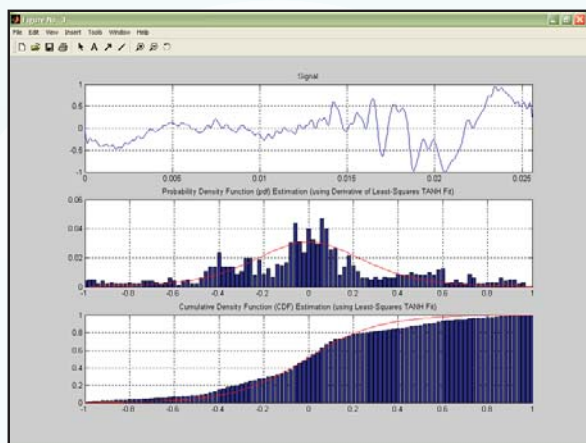 Figure No. 1
File Edit View Insert Tools Window Help
Signal
1
0.5
0
-0.5
-1
0 0.005 0.01 0.015 0.02 0.025
Probability Density Function (pdf) Estimation (using Derivative of Least-Squares TANH Fit)
0.06
0.04
0.02
0
-1 -0.8 -0.6 -0.4 -0.2 0 0.2 0.4 0.6 0.8 1
Cumulative Density Function (CDF) Estimation (using Least-Squares TANH Fit)
1
0.8
0.6
0.4
0.2
0
-1 -0.8 -0.6 -0.4 -0.2 0 0.2 0.4 0.6 0.8 1